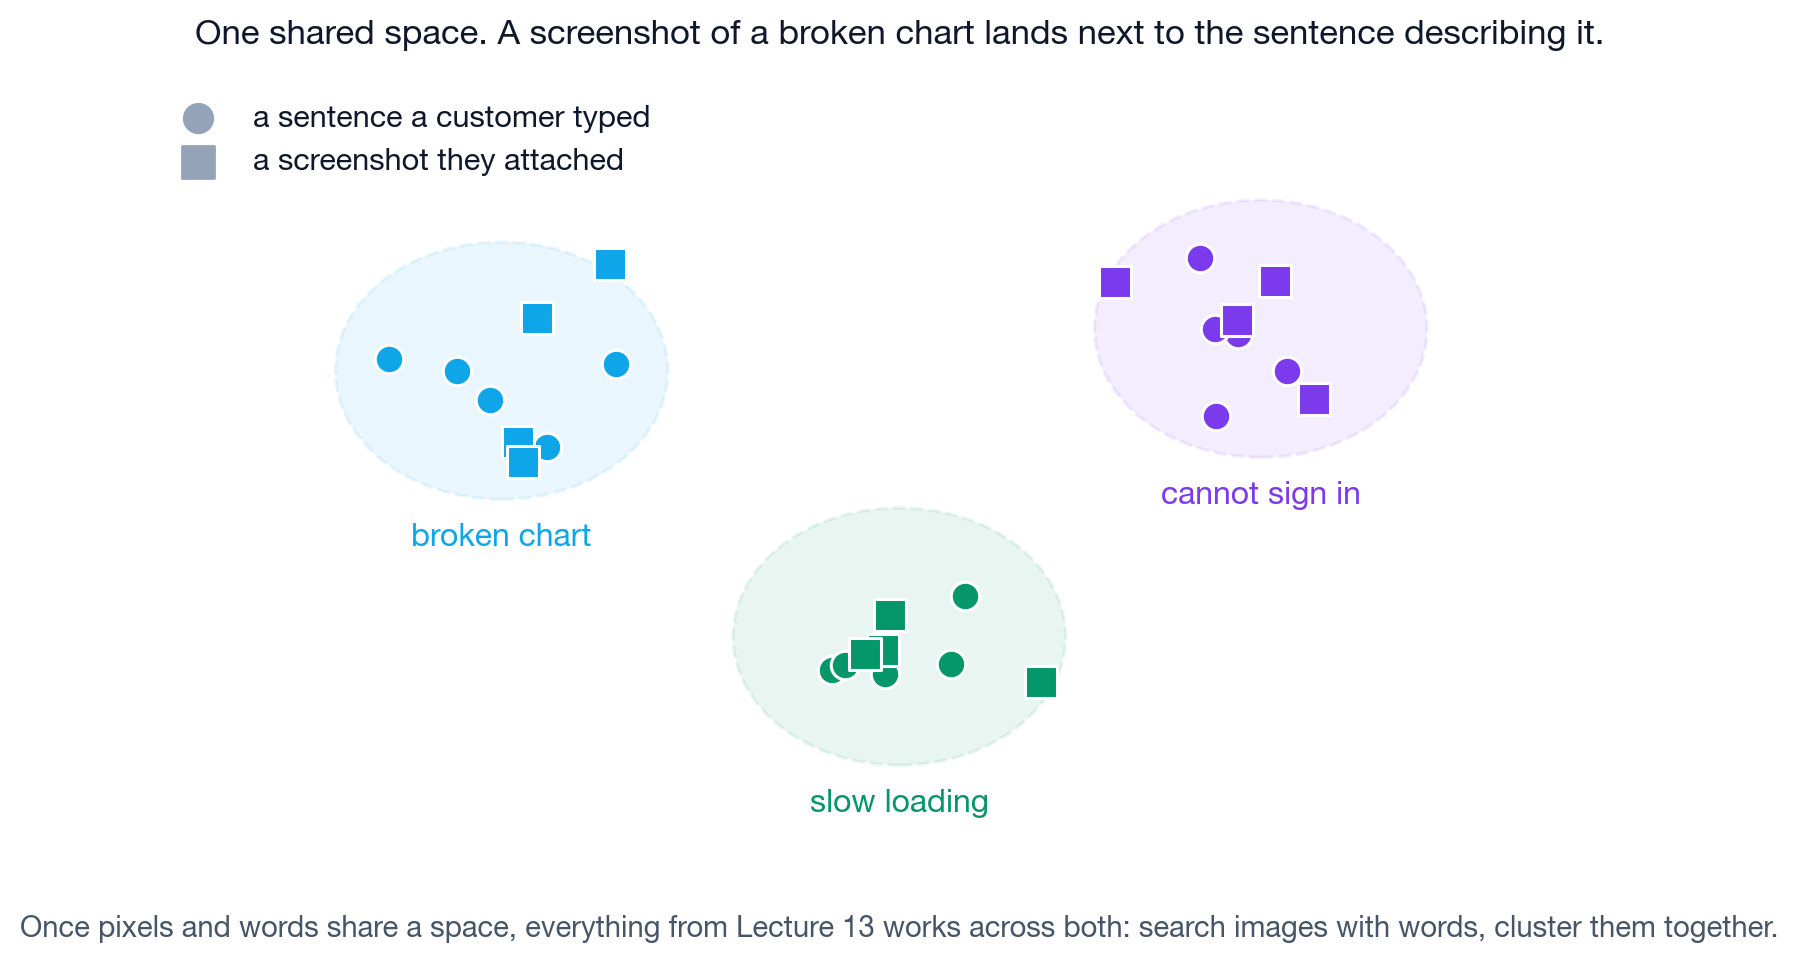 One shared space. A screenshot of a broken chart lands next to the sentence describing it.
a sentence a customer typed
a screenshot they attached
cannot sign in
broken chart
slow loading
Once pixels and words share a space, everything from Lecture 13 works across both: search images with words, cluster them together.